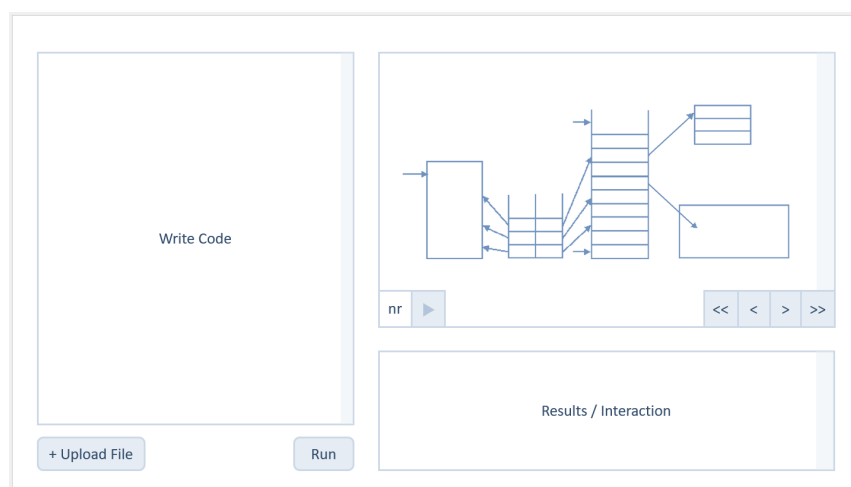 Write Code
+ Upload File
Run
nr
<< < > >>
Results / Interaction